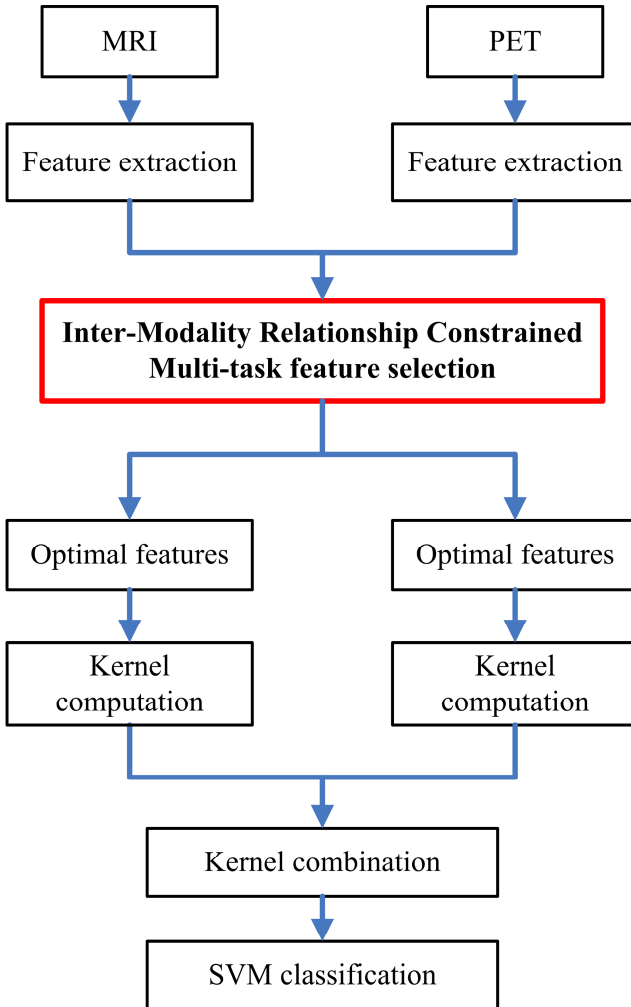 MRI
PET
Feature extraction
Feature extraction
Inter-Modality Relationship Constrained
Multi-task feature selection
Optimal features
Optimal features
Kernel
computation
Kernel
computation
Kernel combination
SVM classification